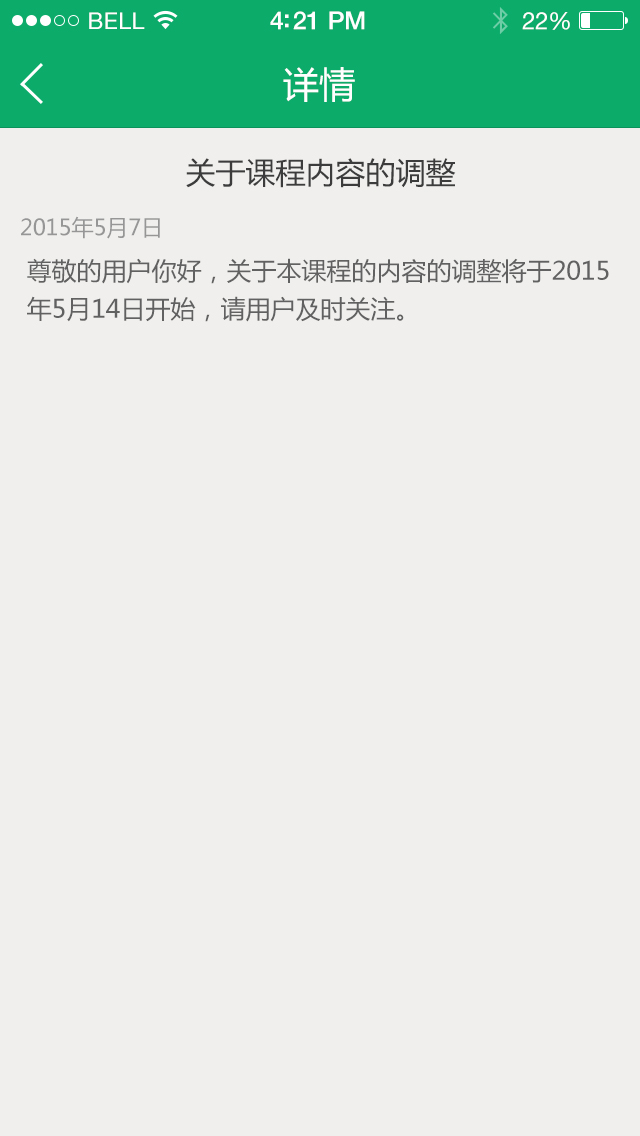 BELL 4:21 PM 22%
详情
关于课程内容的调整
2015年5月7日
尊敬的用户你好，关于本课程的内容的调整将于2015
年5月14日开始，请用户及时关注。